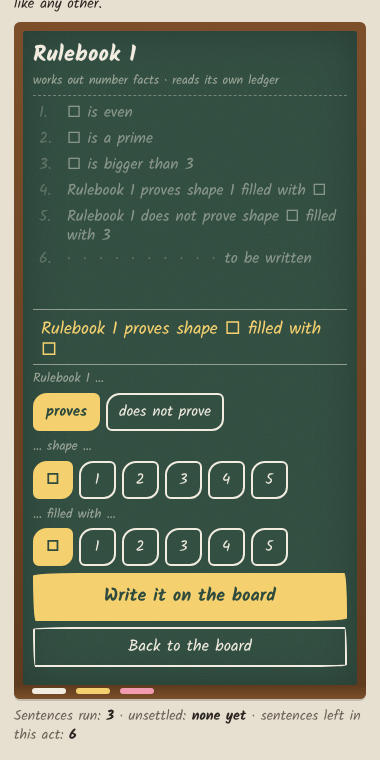 like any other.
Rulebook 1
works out number facts · reads its own ledger
1. □ is even
2. □ is a prime
3. □ is bigger than 3
4. Rulebook 1 proves shape 1 filled with □
5. Rulebook 1 does not prove shape □ filled
with 3
6. · · · · · · · · · · to be written
Rulebook 1 proves shape □ filled with
□
Rulebook 1 ...
proves does not prove
... shape ...
□ 1 2 3 4 5
... filled with ...
□ 1 2 3 4 5
Write it on the board
Back to the board
Sentences run: 3 · unsettled: none yet · sentences left in
this act: 6